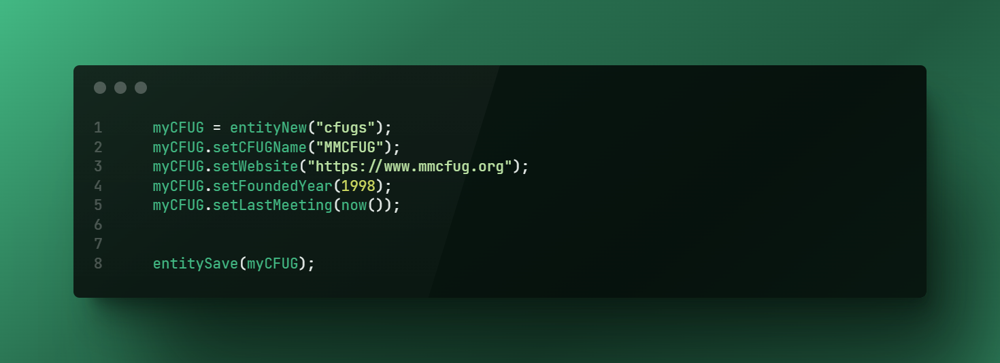 1 myCFUG = entityNew("cfugs");
2 myCFUG.setCFUGName("MMCFUG");
3 myCFUG.setWebsite("https://www.mmcfug.org");
4 myCFUG.setFoundedYear(1998);
5 myCFUG.setLastMeeting(now());
6
7
8 entitySave(myCFUG);